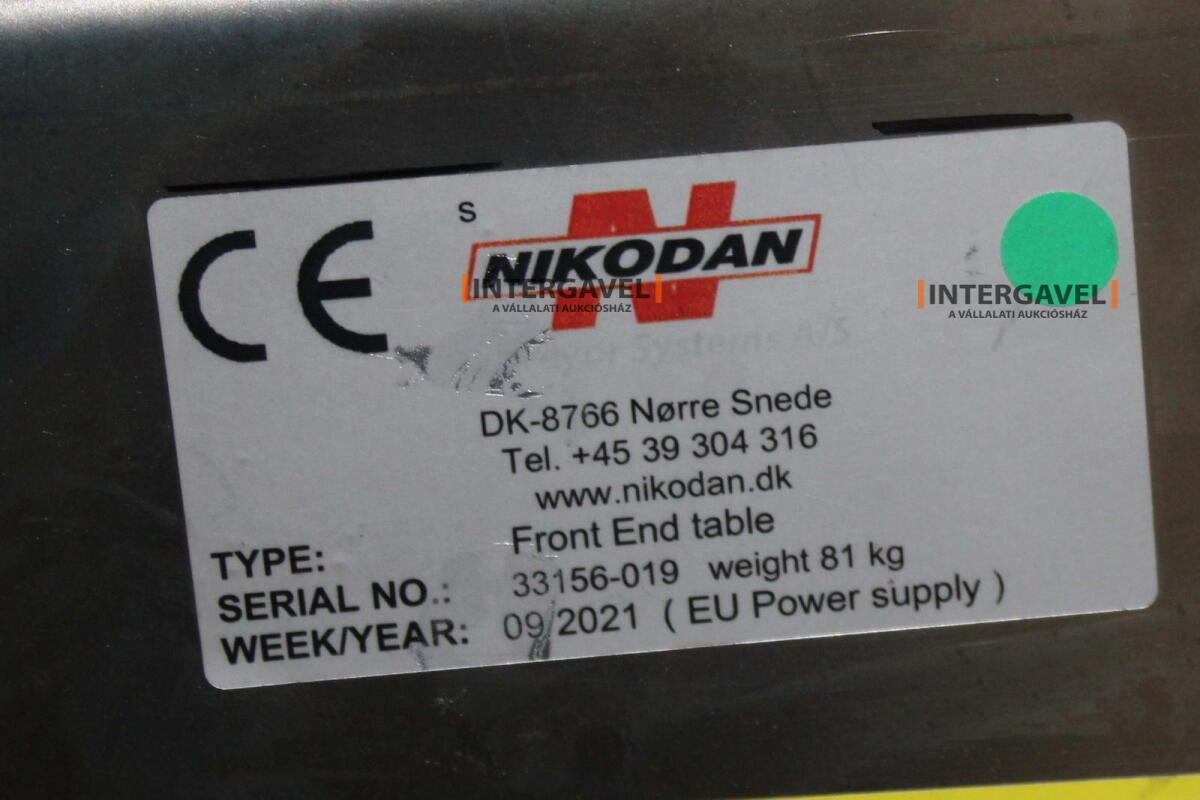 CE
S
NIKODAN
INTERGAVEL
A VÁLLALATI AUKCIÓSHÁZ
INTERGAVEL
A VÁLLALATI AUKCIÓSHÁZ
Systems A/S
DK-8766 Nørre Snede
Tel. +45 39 304 316
www.nikodan.dk
TYPE: Front End table
SERIAL NO.: 33156-019 weight 81 kg
WEEK/YEAR: 09/2021 ( EU Power supply )